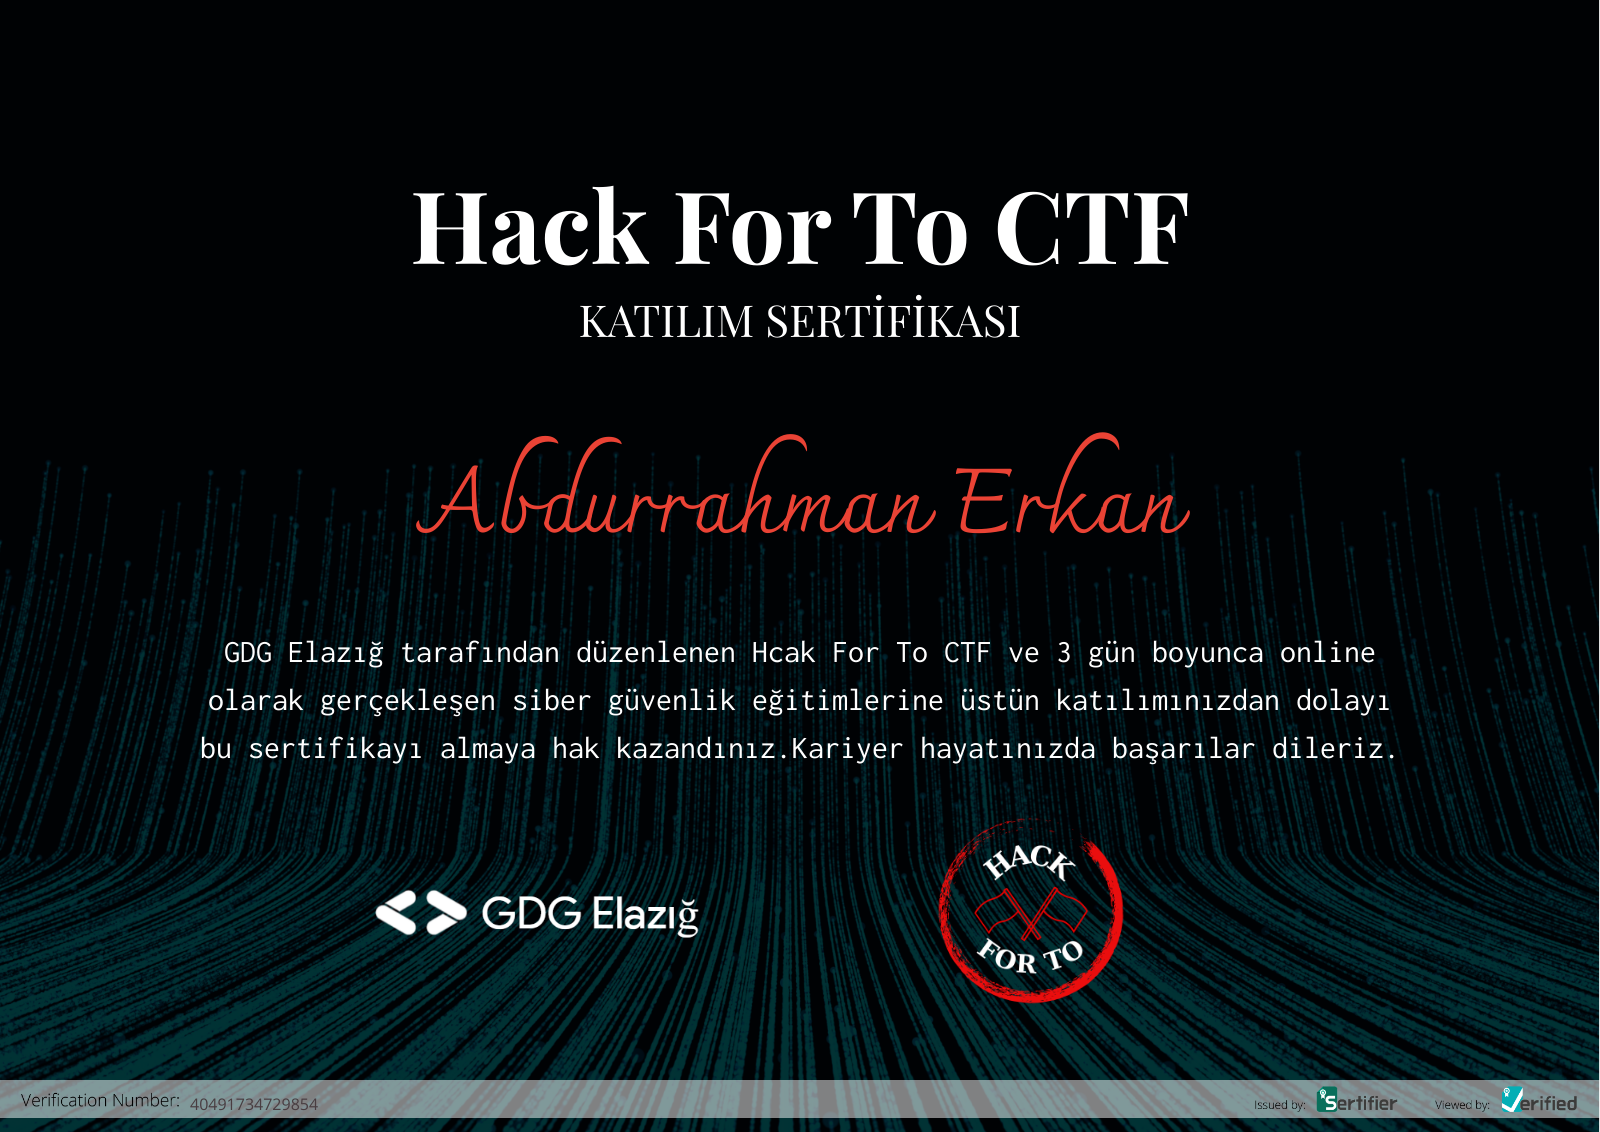 Hack For To CTF
KATILIM SERTİFİKASI
Abdurrahman Erkan
GDG Elazığ tarafından düzenlenen Hcak For To CTF ve 3 gün boyunca online
olarak gerçekleşen siber güvenlik eğitimlerine üstün katılımınızdan dolayı
bu sertifikayı almaya hak kazandınız.Kariyer hayatınızda başarılar dileriz.
GDG Elazığ
HACK
FOR TO
Verification Number: 40491734729854
Issued by: Sertifier
Viewed by: Verified